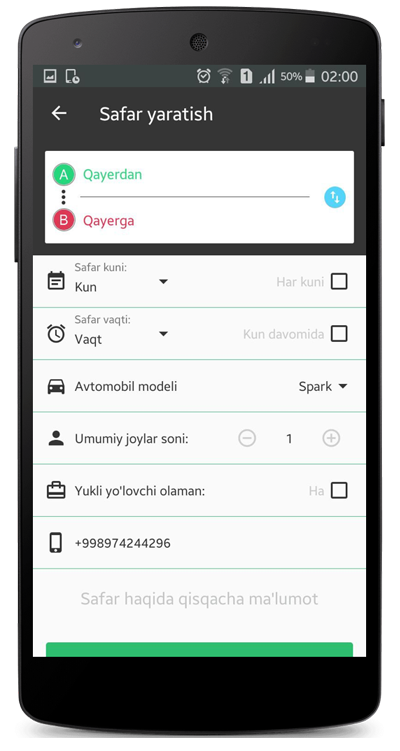 1 50% 02:00
Safar yaratish
A Qayerdan
B Qayerga
Safar kuni:
Kun Har kuni
Safar vaqti:
Vaqt Kun davomida
Avtomobil modeli Spark
Umumiy joylar soni: 1
Yukli yo'lovchi olaman: Ha
+998974244296
Safar haqida qisqacha ma'lumot